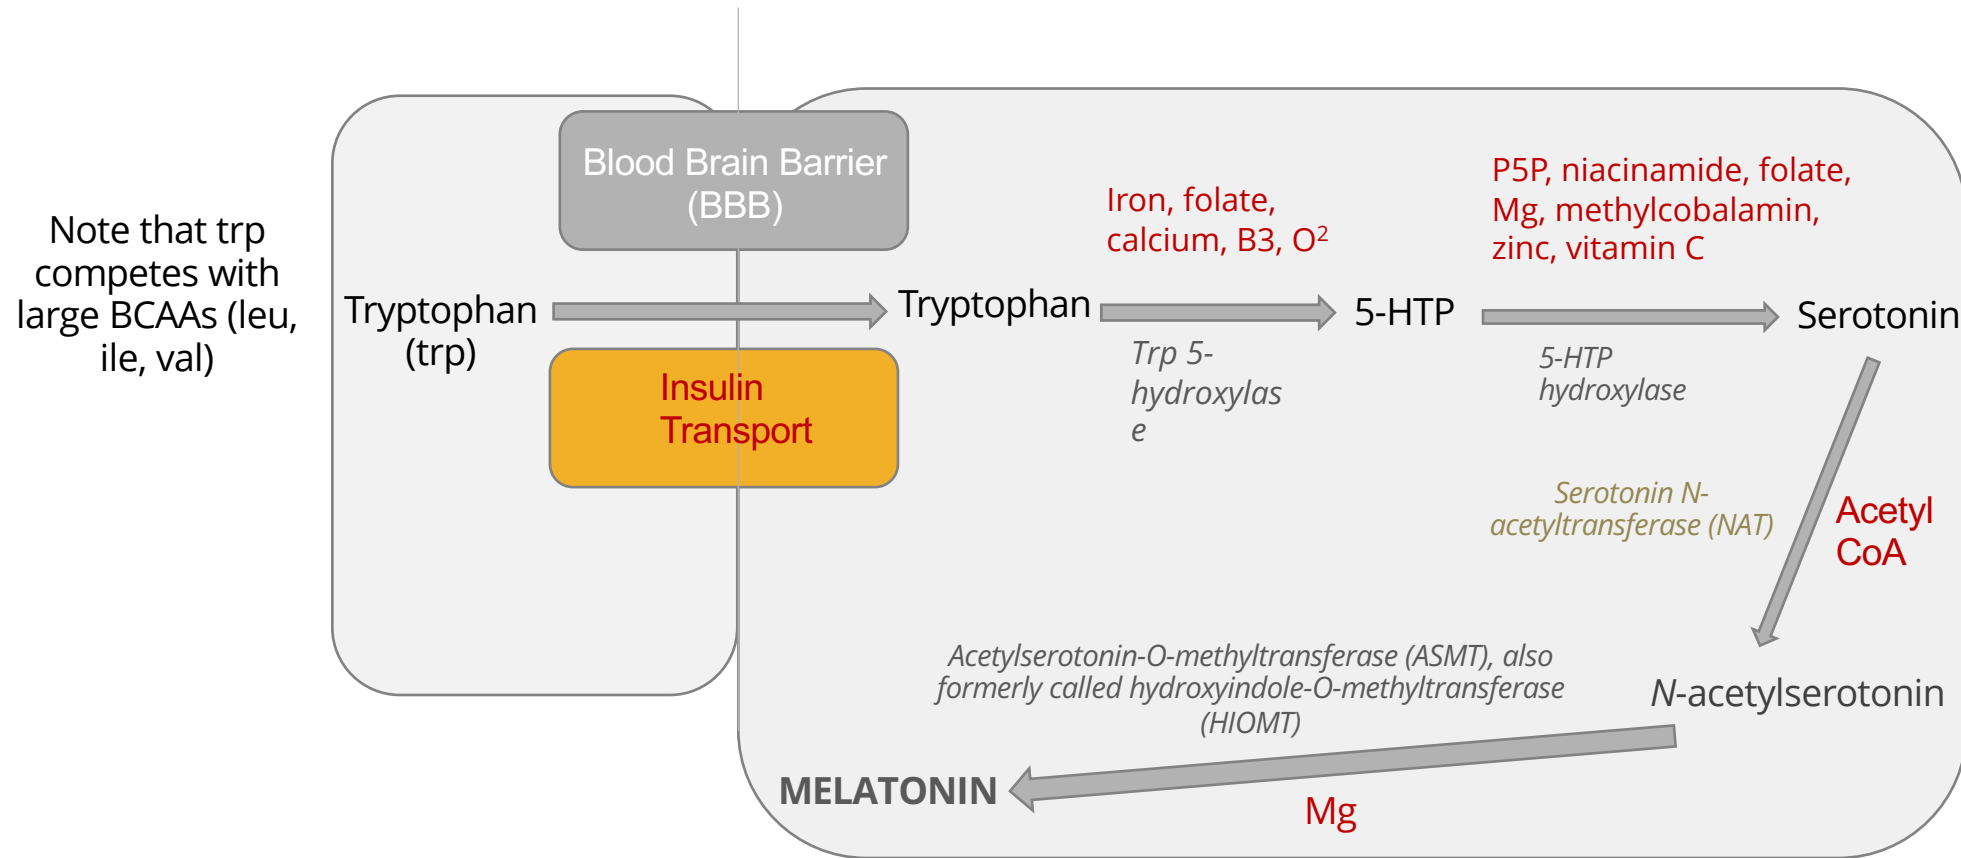 Note that trp
competes with
large BCAAs (leu,
ile, val)
Tryptophan
(trp)
Blood Brain Barrier
(BBB)
Insulin
Transport
Tryptophan
Iron, folate,
calcium, B3, O²
Trp 5-
hydroxylas
e
5-HTP
P5P, niacinamide, folate,
Mg, methylcobalamin,
zinc, vitamin C
5-HTP
hydroxylase
Serotonin
Serotonin N-
acetyltransferase (NAT)
Acetyl
CoA
N-acetylserotonin
Acetylserotonin-O-methyltransferase (ASMT), also
formerly called hydroxyindole-O-methyltransferase
(HIOMT)
Mg
MELATONIN